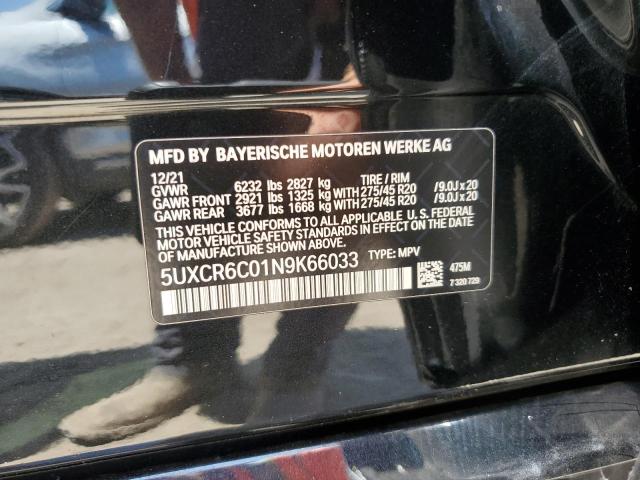 MFD BY BAYERISCHE MOTOREN WERKE AG
12/21 TIRE / RIM
GVWR 6232 lbs 2827 kg
GAWR FRONT 2921 lbs 1325 kg WITH 275/45 R20 /9.0J x 20
GAWR REAR 3677 lbs 1668 kg WITH 275/45 R20 /9.0J x 20
THIS VEHICLE CONFORMS TO ALL APPLICABLE U. S. FEDERAL
MOTOR VEHICLE SAFETY STANDARDS IN EFFECT ON THE DATE
OF MANUFACTURE SHOWN ABOVE.
5UXCR6C01N9K66033 TYPE: MPV
475M
7 320 729